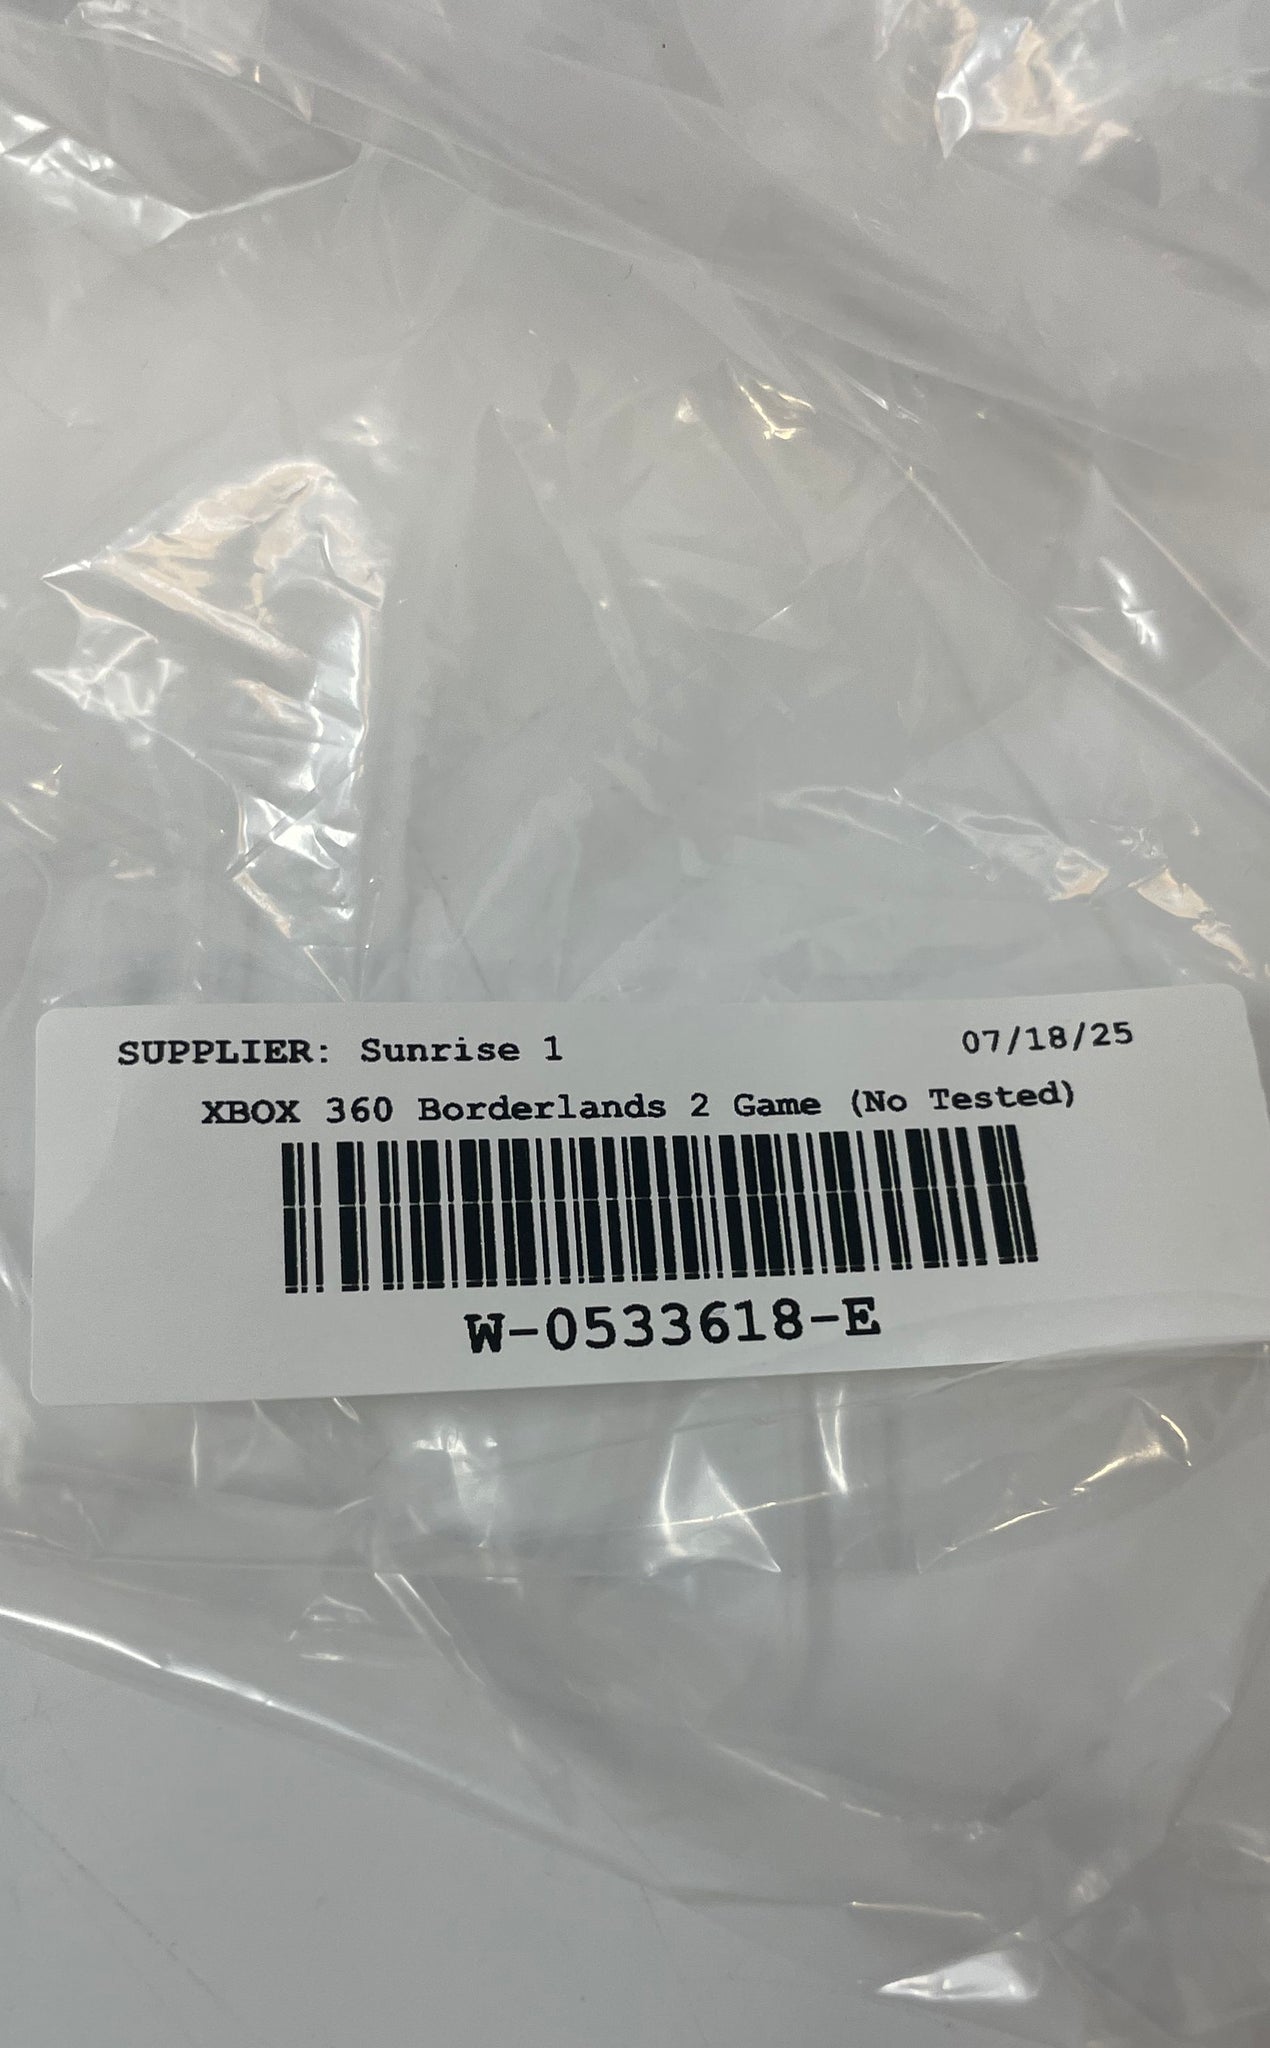 SUPPLIER: Sunrise 1 07/18/25
XBOX 360 Borderlands 2 Game (No Tested)
W-0533618-E